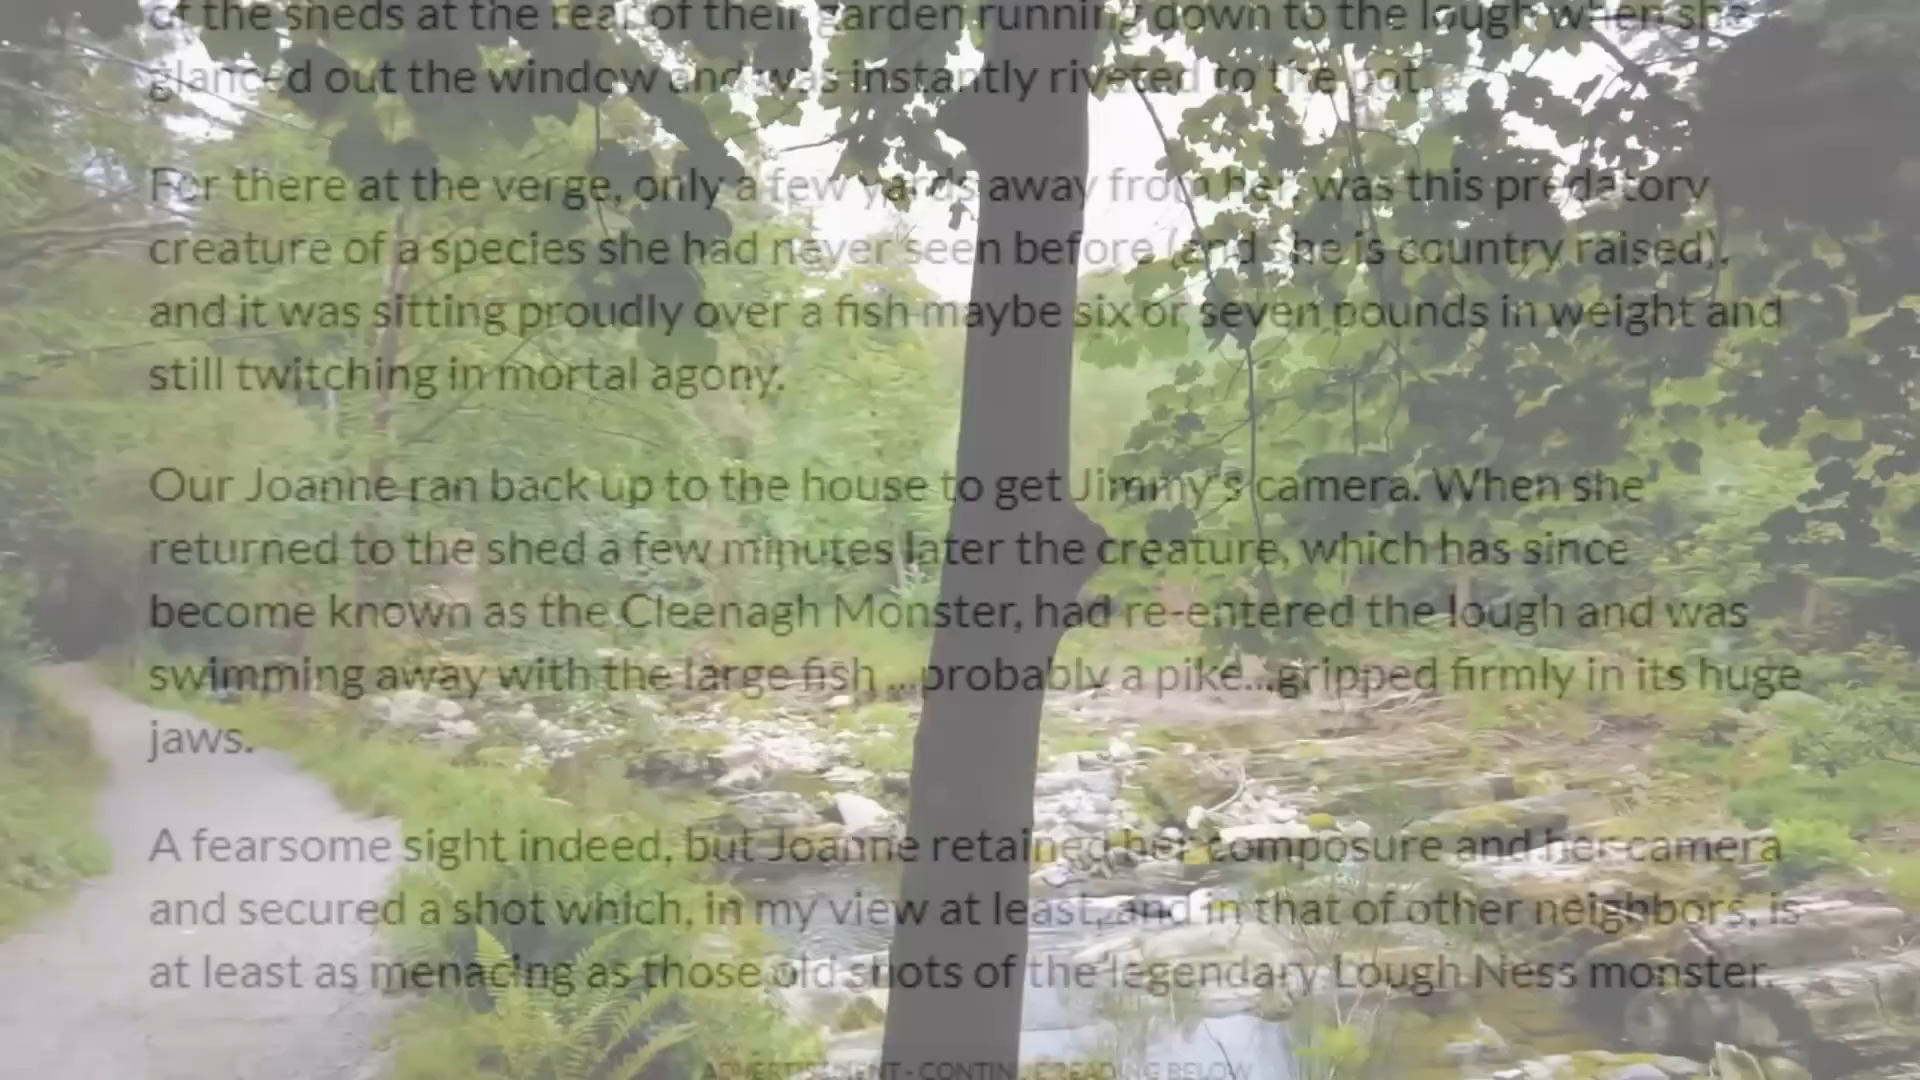 of the sheds at the rear of their garden running down to the lough when she
glanced out the window and was instantly riveted to the pot.
For there at the verge, only a few yards away from her, was this predatory
creature of a species she had never seen before (and she is country raised),
and it was sitting proudly over a fish maybe six or seven pounds in weight and
still twitching in mortal agony.
Our Joanne ran back up to the house to get Jimmy's camera. When she
returned to the shed a few minutes later the creature, which has since
become known as the Cleenagh Monster, had re-entered the lough and was
swimming away with the large fish ...probably a pike...gripped firmly in its huge
jaws.
A fearsome sight indeed, but Joanne retained her composure and her camera
and secured a shot which, in my view at least, and in that of other neighbors, is
at least as menacing as those old shots of the legendary Lough Ness monster.
ADVERTISEMENT - CONTINUE READING BELOW